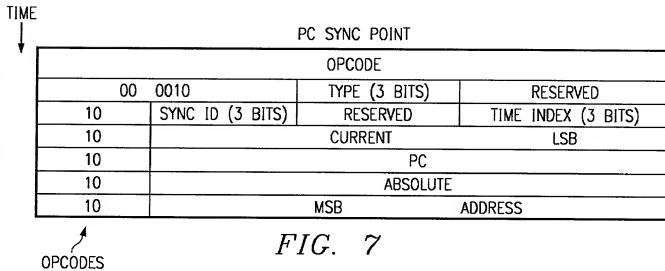 TIME
PC SYNC POINT
OPCODE
00 0010 TYPE (3 BITS) RESERVED
10 SYNC ID (3 BITS) RESERVED TIME INDEX (3 BITS)
10 CURRENT LSB
10 PC
10 ABSOLUTE
10 MSB ADDRESS
OPCODES
FIG. 7